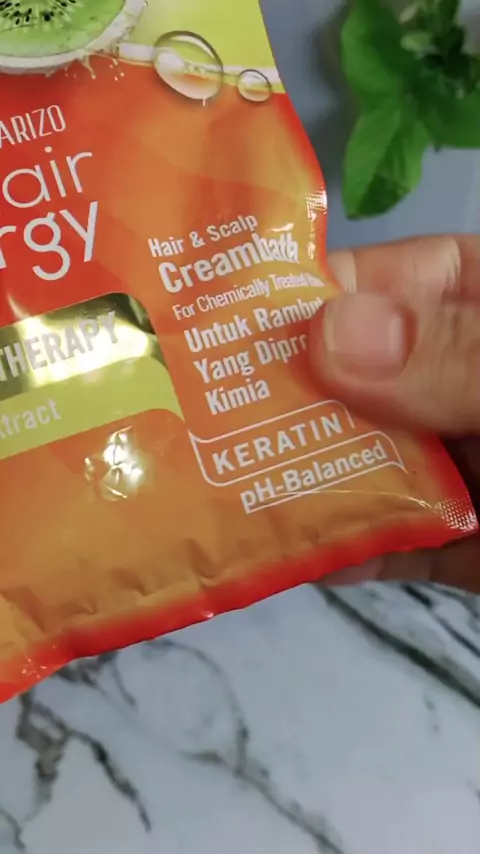 ARIZO
air
rgy
THERAPY
xtract
Hair & Scalp
Creambath
For Chemically Treated
Untuk Rambut
Yang Dipr
Kimia
KERATIN
pH-Balanced